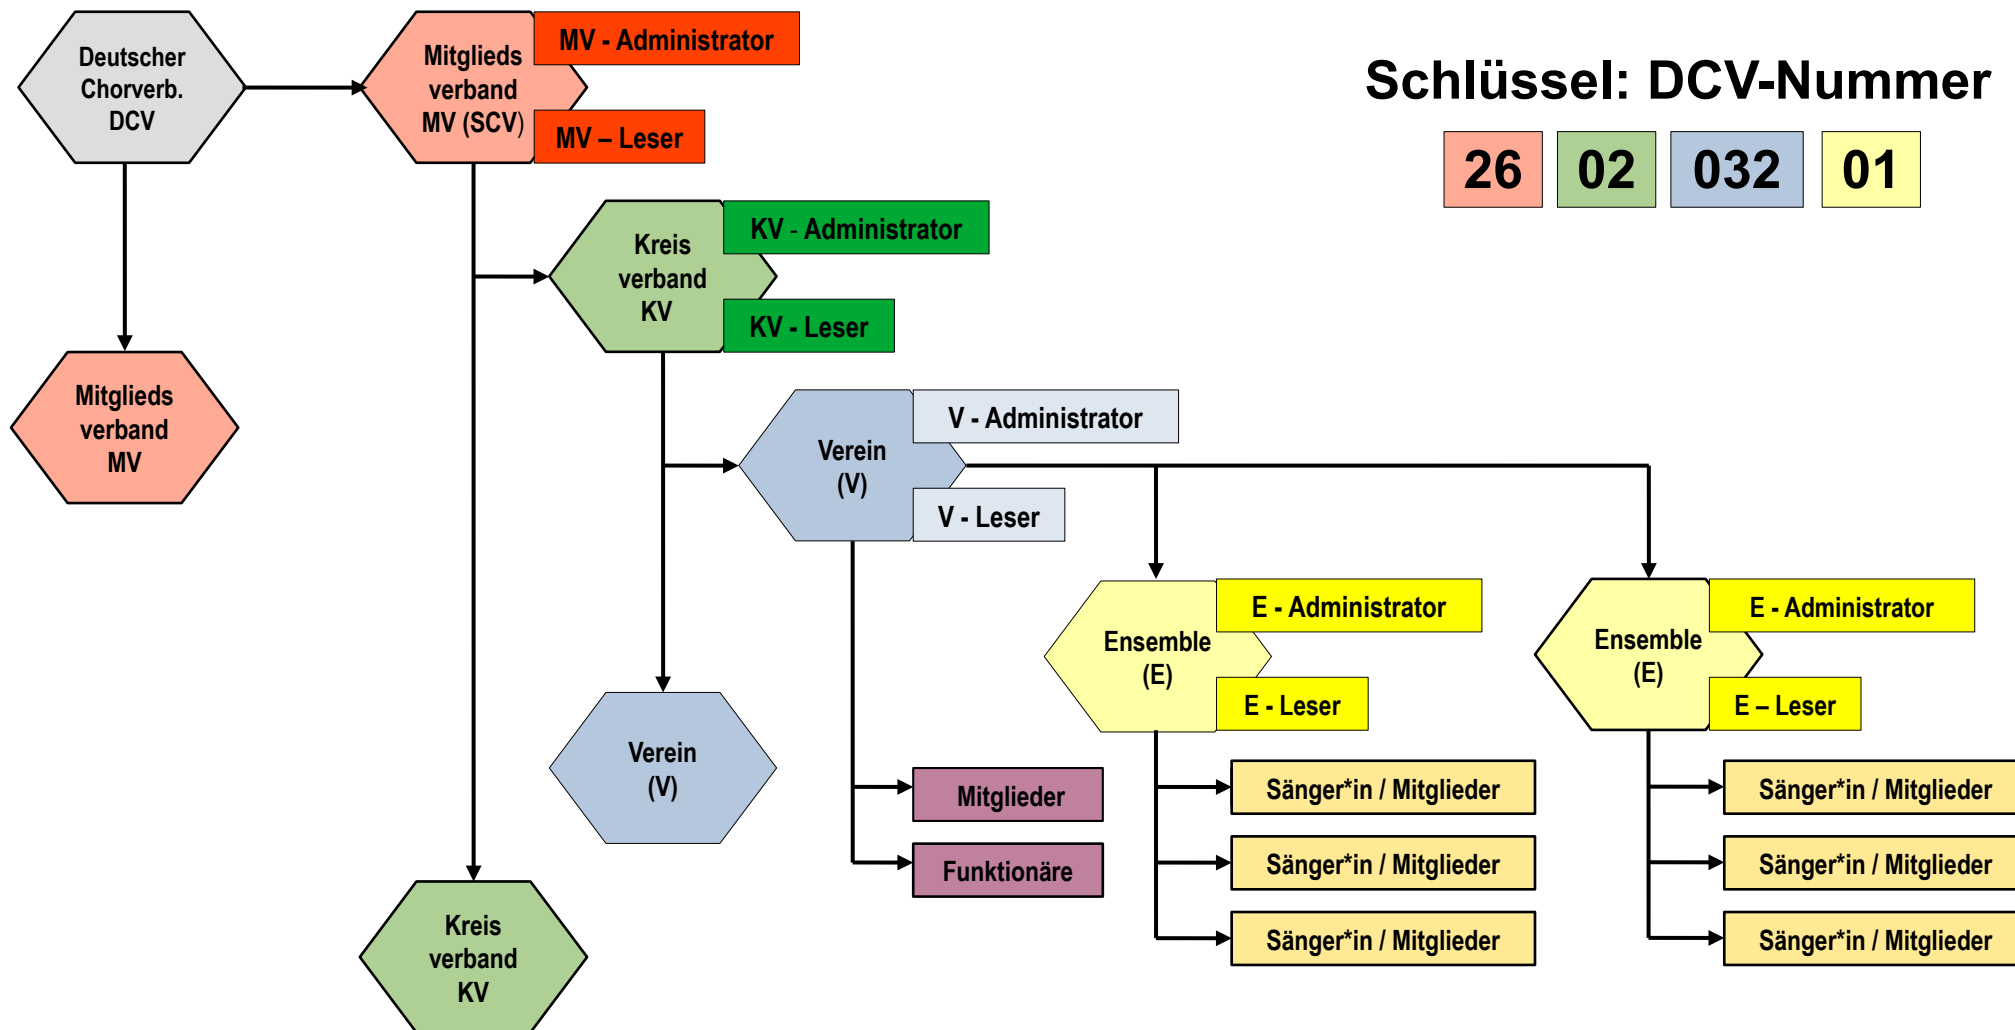 Deutscher
Chorverb.
DCV
Mitglieds
verband
MV (SCV)
MV - Administrator
MV – Leser
Schlüssel: DCV-Nummer
26 02 032 01
Kreis
verband
KV
KV - Administrator
KV - Leser
Mitglieds
verband
MV
Verein
(V)
V - Administrator
V - Leser
Ensemble
(E)
E - Administrator
E - Leser
Ensemble
(E)
E - Administrator
E – Leser
Verein
(V)
Mitglieder
Funktionäre
Sänger*in / Mitglieder
Sänger*in / Mitglieder
Sänger*in / Mitglieder
Sänger*in / Mitglieder
Sänger*in / Mitglieder
Sänger*in / Mitglieder
Kreis
verband
KV